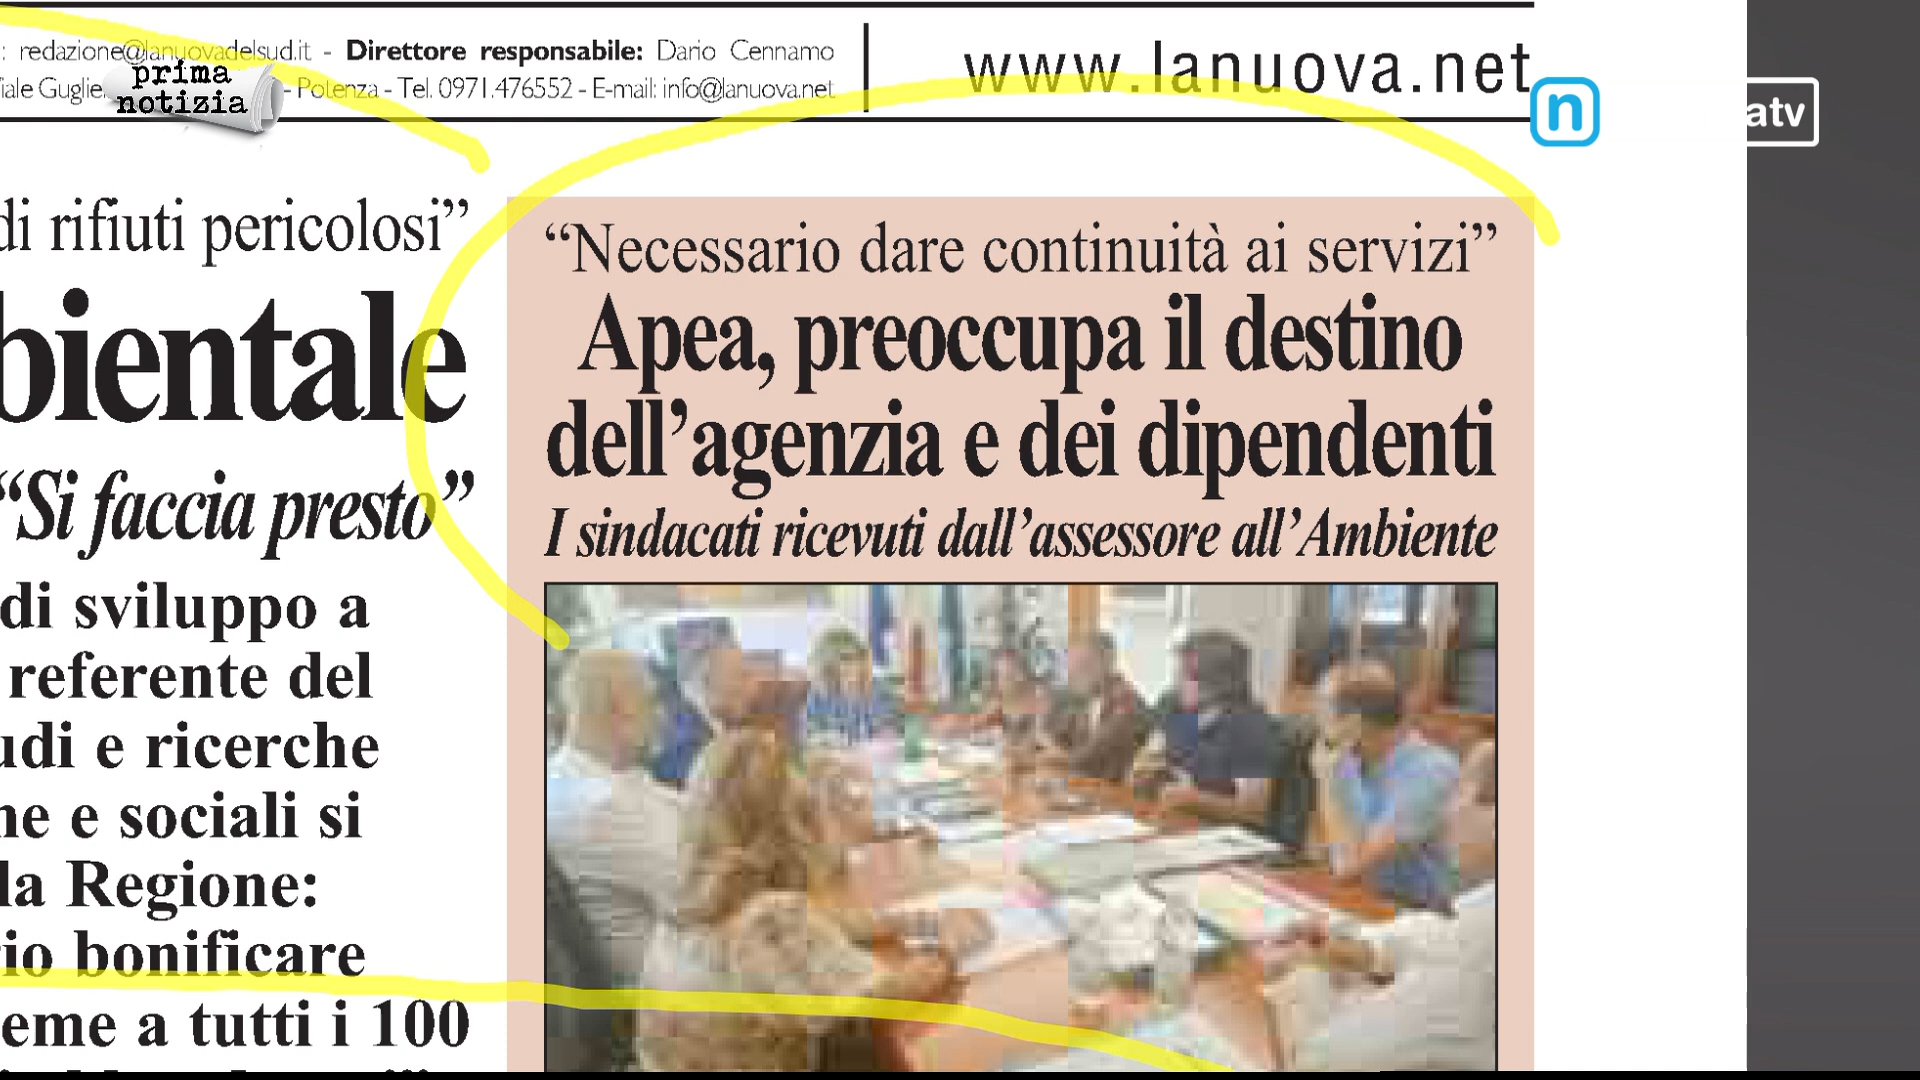 : redazione@lanuovadelsud.it - Direttore responsabile: Dario Cennamo
- Potenza - Tel. 0971.476552 - E-mail: info@lanuova.net
www.lanuova.net
prima
notizia
n
atv
di rifiuti pericolosi”
bientale
“Si faccia presto”
di sviluppo a
referente del
udi e ricerche
ne e sociali si
la Regione:
io bonificare
eme a tutti i 100
“Necessario dare continuità ai servizi”
Apea, preoccupa il destino
dell’agenzia e dei dipendenti
I sindacati ricevuti dall’assessore all’Ambiente